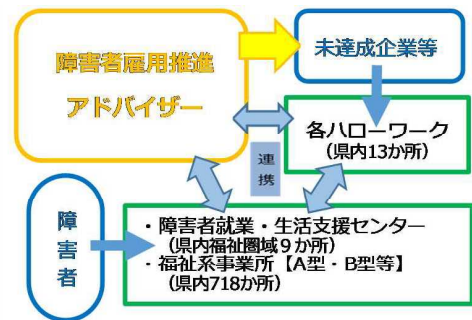 障害者雇用推進
アドバイザー
未達成企業等
各ハローワーク
（県内13か所）
連携
障害者
・障害者就業・生活支援センター
（県内福祉圏域９か所）
・福祉系事業所【A型・B型等】
（県内718か所）